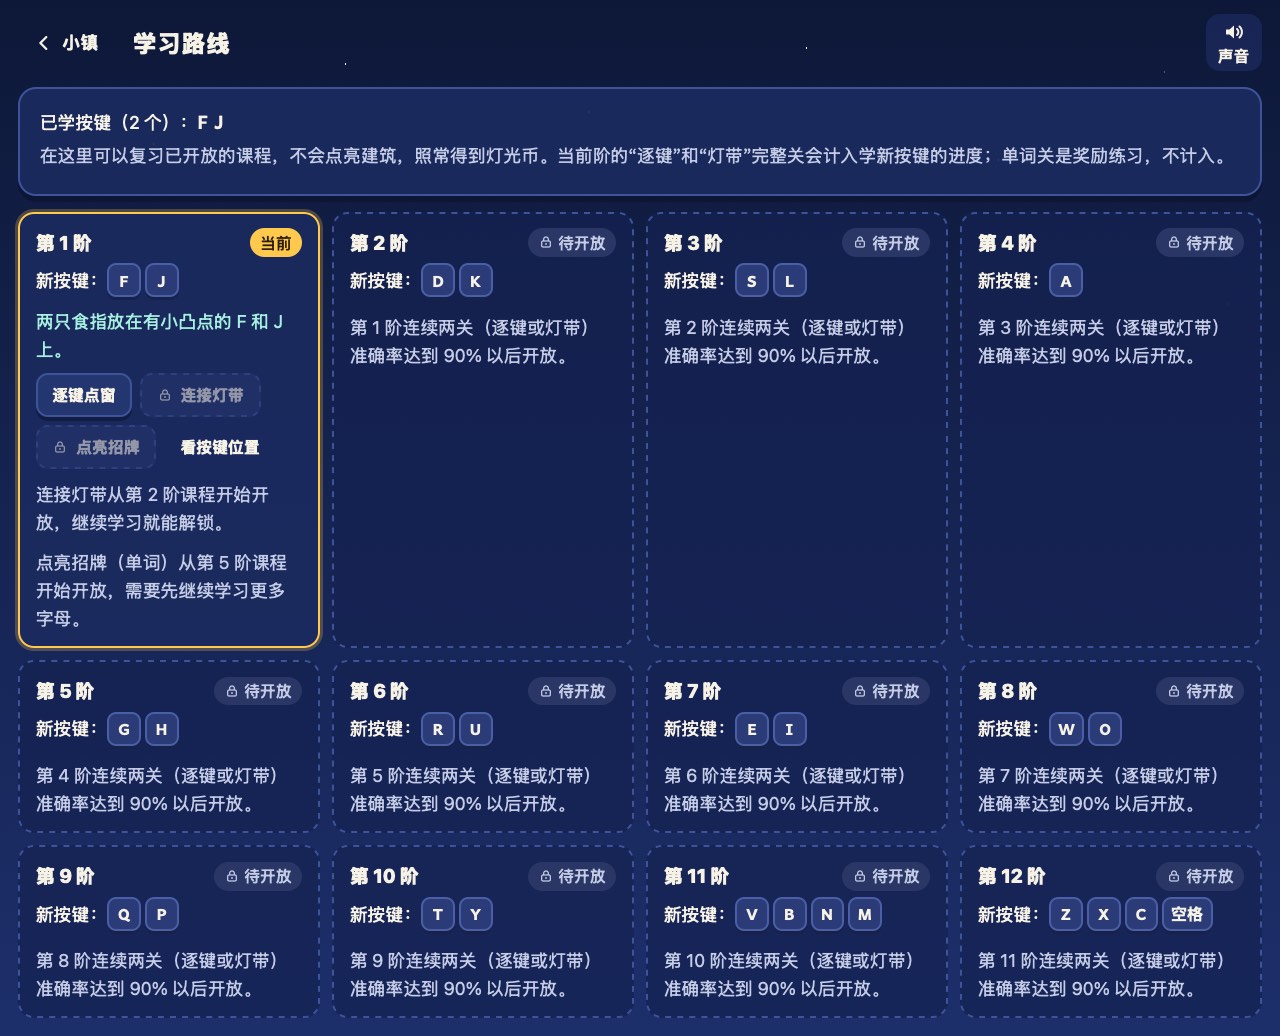 小镇
学习路线
声音
已学按键（2 个）：F J
在这里可以复习已开放的课程，不会点亮建筑，照常得到灯光币。当前阶的“逐键”和“灯带”完整关会计入学新按键的进度；单词关是奖励练习，不计入。
第 1 阶
当前
新按键：F J
两只食指放在有小凸点的 F 和 J
上。
逐键点窗
连接灯带
点亮招牌
看按键位置
连接灯带从第 2 阶课程开始开
放，继续学习就能解锁。
点亮招牌（单词）从第 5 阶课程
开始开放，需要先继续学习更多
字母。
第 2 阶
待开放
新按键：D K
第 1 阶连续两关（逐键或灯带）
准确率达到 90% 以后开放。
第 3 阶
待开放
新按键：S L
第 2 阶连续两关（逐键或灯带）
准确率达到 90% 以后开放。
第 4 阶
待开放
新按键：A
第 3 阶连续两关（逐键或灯带）
准确率达到 90% 以后开放。
第 5 阶
待开放
新按键：G H
第 4 阶连续两关（逐键或灯带）
准确率达到 90% 以后开放。
第 6 阶
待开放
新按键：R U
第 5 阶连续两关（逐键或灯带）
准确率达到 90% 以后开放。
第 7 阶
待开放
新按键：E I
第 6 阶连续两关（逐键或灯带）
准确率达到 90% 以后开放。
第 8 阶
待开放
新按键：W O
第 7 阶连续两关（逐键或灯带）
准确率达到 90% 以后开放。
第 9 阶
待开放
新按键：Q P
第 8 阶连续两关（逐键或灯带）
准确率达到 90% 以后开放。
第 10 阶
待开放
新按键：T Y
第 9 阶连续两关（逐键或灯带）
准确率达到 90% 以后开放。
第 11 阶
待开放
新按键：V B N M
第 10 阶连续两关（逐键或灯带）
准确率达到 90% 以后开放。
第 12 阶
待开放
新按键：Z X C 空格
第 11 阶连续两关（逐键或灯带）
准确率达到 90% 以后开放。